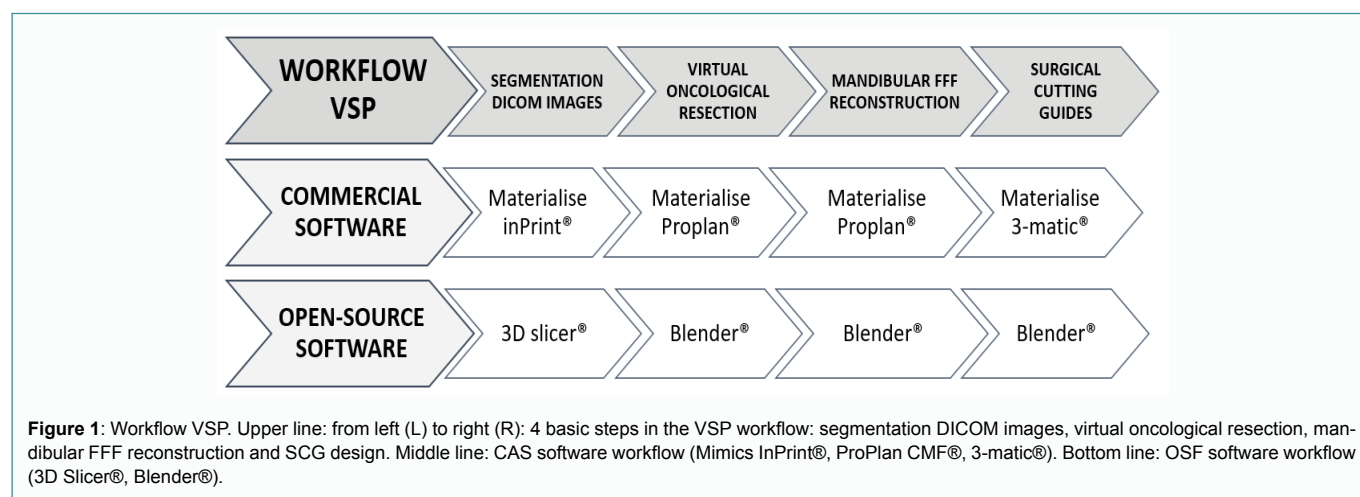 WORKFLOW
VSP
SEGMENTATION
DICOM IMAGES
VIRTUAL
ONCOLOGICAL
RESECTION
MANDIBULAR FFF
RECONSTRUCTION
SURGICAL
CUTTING
GUIDES
COMMERCIAL
SOFTWARE
Materialise
inPrint®
Materialise
Proplan®
Materialise
Proplan®
Materialise
3-matic®
OPEN-SOURCE
SOFTWARE
3D slicer®
Blender®
Blender®
Blender®
Figure 1: Workflow VSP. Upper line: from left (L) to right (R): 4 basic steps in the VSP workflow: segmentation DICOM images, virtual oncological resection, man-
dibular FFF reconstruction and SCG design. Middle line: CAS software workflow (Mimics InPrint®, ProPlan CMF®, 3-matic®). Bottom line: OSF software workflow
(3D Slicer®, Blender®).